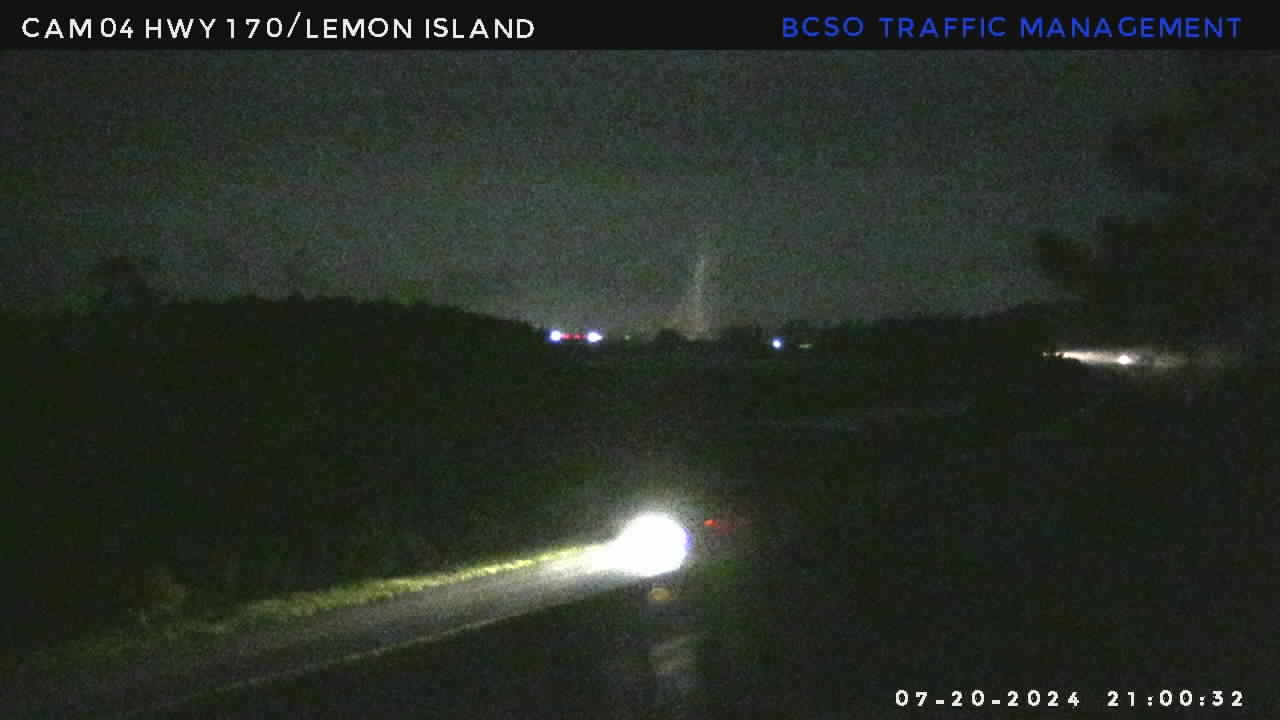 CAM04 HWY170/LEMON ISLAND
BCSO TRAFFIC MANAGEMENT
07-20-2024 21:00:32